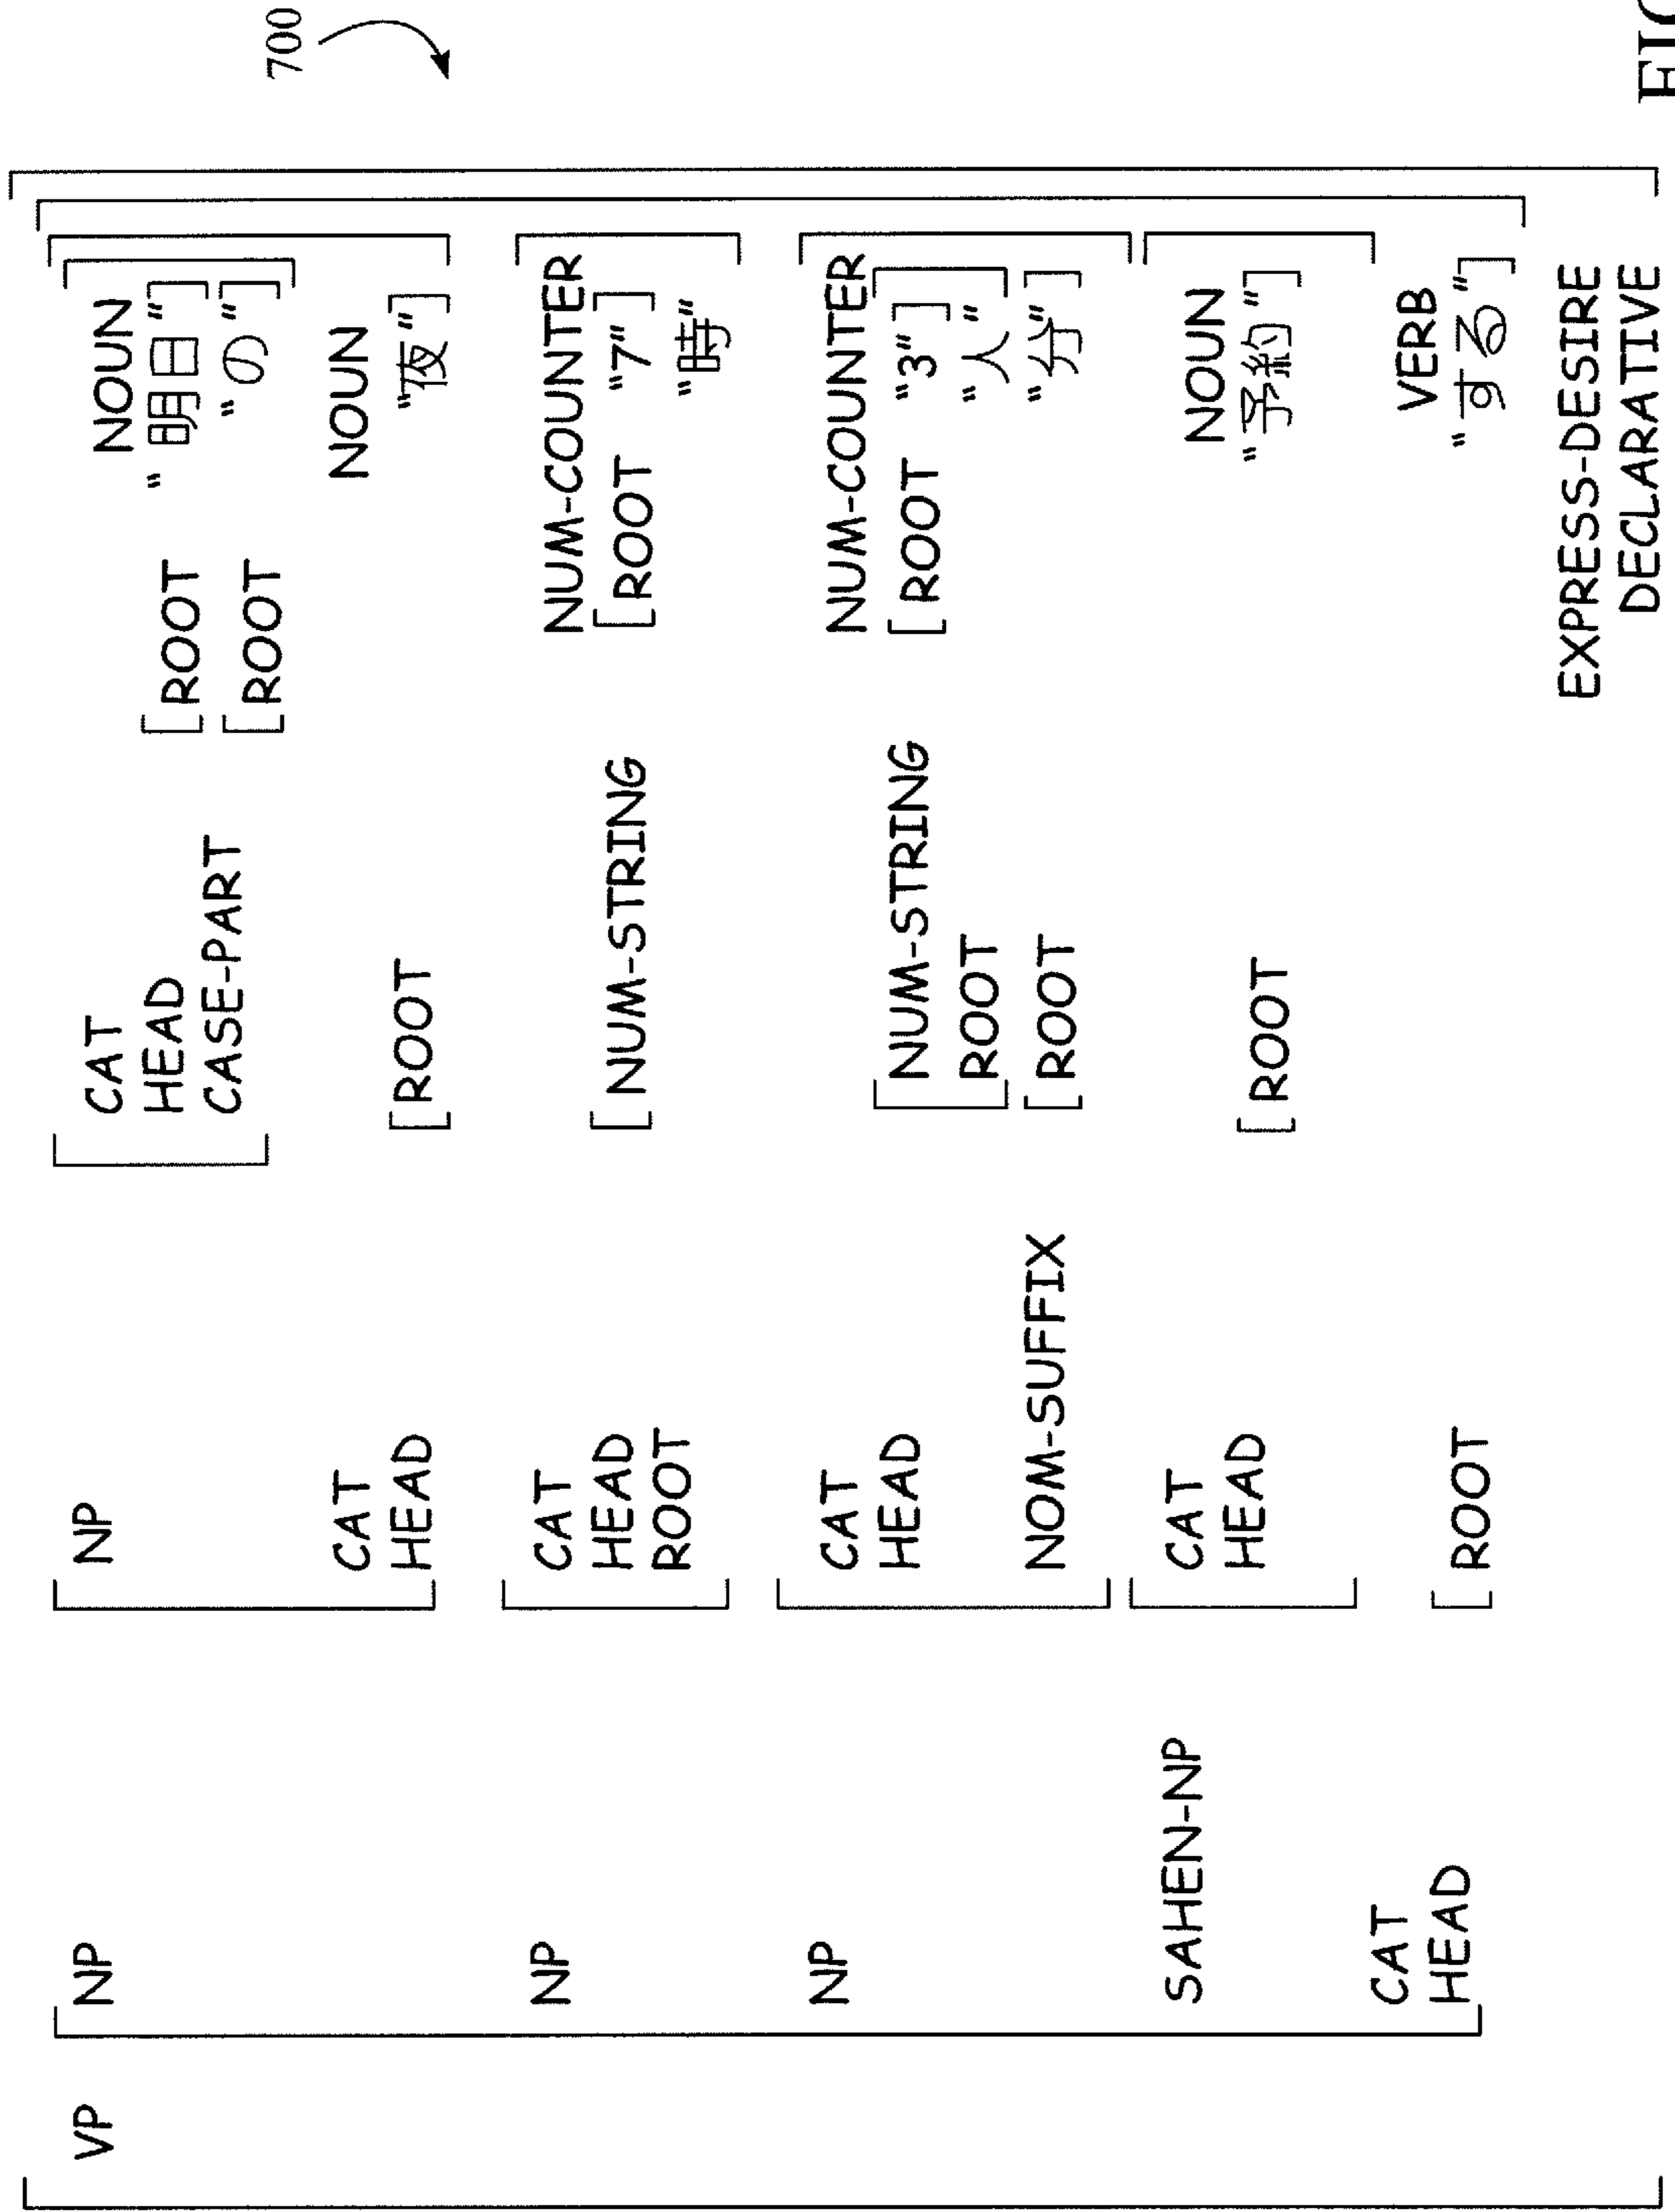 [VP [NP [NP [CAT NOUN
HEAD [ROOT "明日"]
CASE-PART [ROOT "の"]]
700
CAT NOUN
HEAD [ROOT "夜"]]
NP [CAT NUM-COUNTER
HEAD [NUM-STRING [ROOT "7"]
ROOT "時"]
NP [CAT NUM-COUNTER
HEAD [NUM-STRING [ROOT "3"]
ROOT "人"]
NOM-SUFFIX [ROOT "分"]]
SAHEN-NP [CAT NOUN
HEAD [ROOT "予約"]]
CAT VERB
HEAD [ROOT "する"]]
EXPRESS-DESIRE
DECLARATIVE]